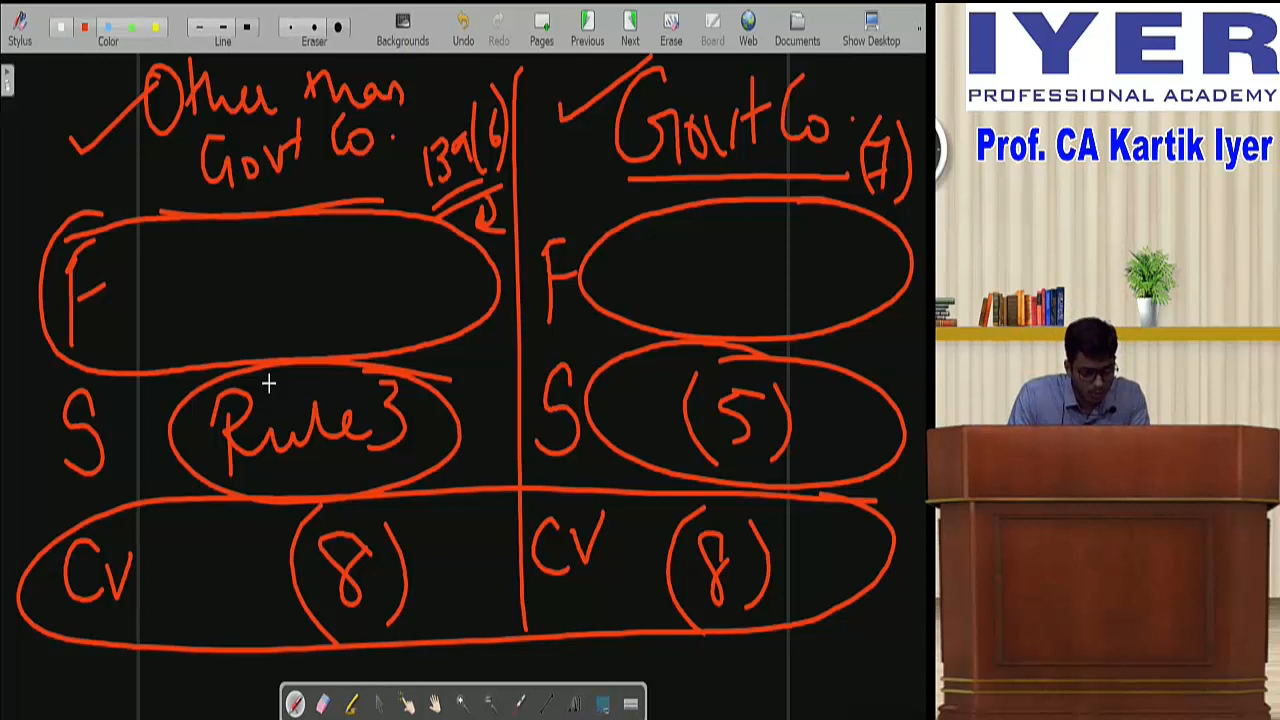 Stylus
Color
Line
Eraser
Backgrounds
Undo
Redo
Pages
Previous
Next
Erase
Board
Web
Documents
Show Desktop
IYER
PROFESSIONAL ACADEMY
Prof. CA Kartik Iyer
Other than
Govt Co.
139(6)
Govt Co.
(7)
F
F
S Rule 3
S (5)
CV (8)
CV (8)